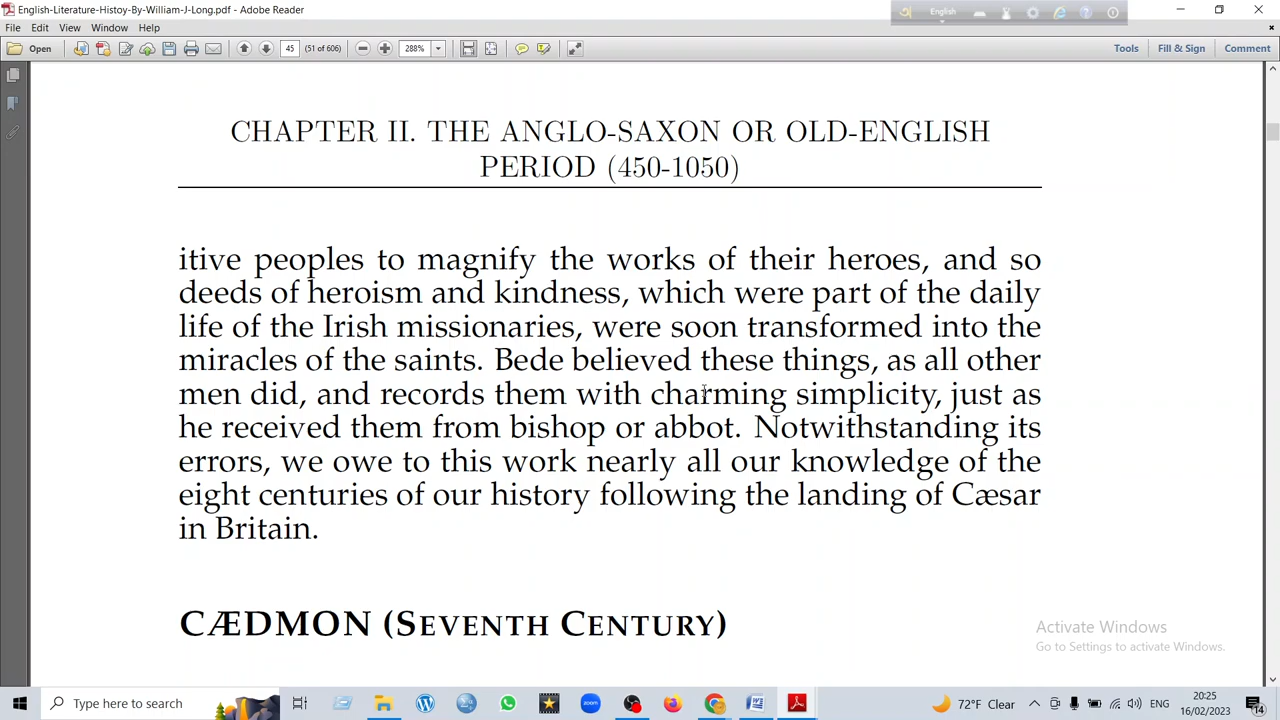 English-Literature-Histoy-By-William-J-Long.pdf - Adobe Reader
English
File Edit View Window Help
Open 45 (51 of 606) 288% Tools Fill & Sign Comment
CHAPTER II. THE ANGLO-SAXON OR OLD-ENGLISH
PERIOD (450-1050)
itive peoples to magnify the works of their heroes, and so
deeds of heroism and kindness, which were part of the daily
life of the Irish missionaries, were soon transformed into the
miracles of the saints. Bede believed these things, as all other
men did, and records them with charming simplicity, just as
he received them from bishop or abbot. Notwithstanding its
errors, we owe to this work nearly all our knowledge of the
eight centuries of our history following the landing of Cæsar
in Britain.
CÆDMON (SEVENTH CENTURY)
Activate Windows
Go to Settings to activate Windows.
Type here to search
zoom
72°F Clear
ENG
20:25
16/02/2023
14